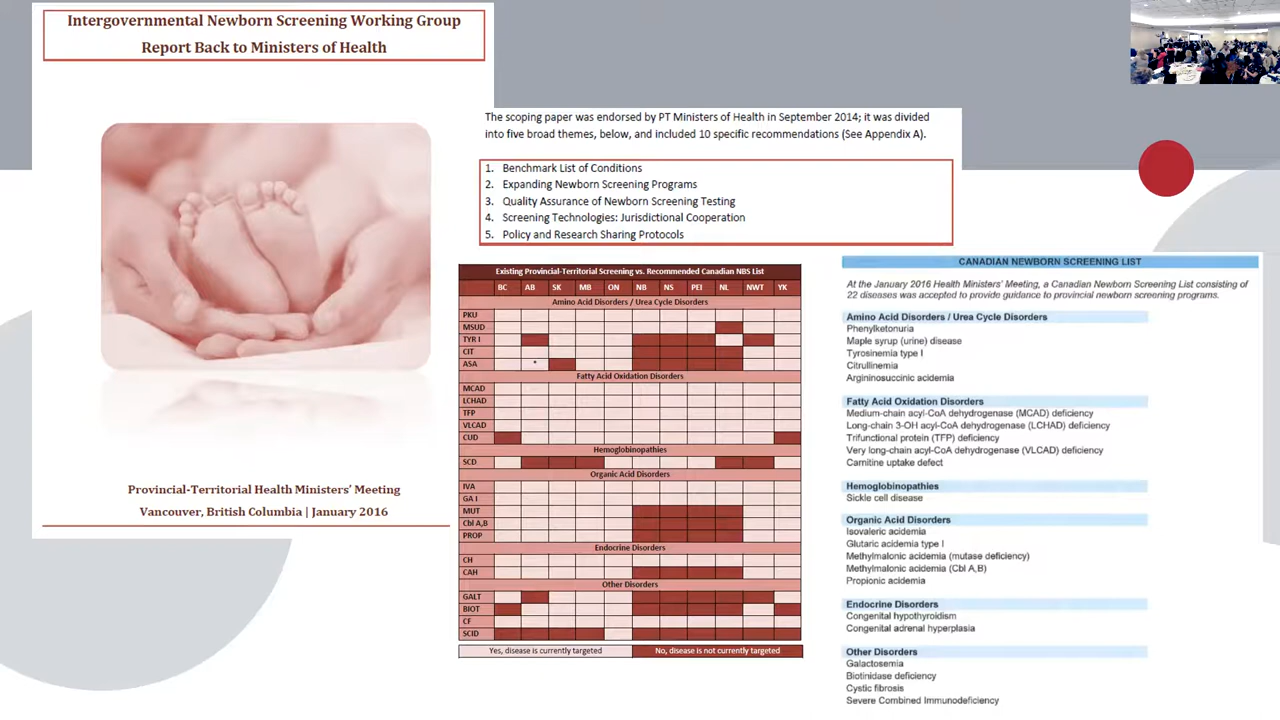 Intergovernmental Newborn Screening Working Group
Report Back to Ministers of Health
Provincial-Territorial Health Ministers' Meeting
Vancouver, British Columbia | January 2016
The scoping paper was endorsed by PT Ministers of Health in September 2014; it was divided
into five broad themes, below, and included 10 specific recommendations (See Appendix A).
1. Benchmark List of Conditions
2. Expanding Newborn Screening Programs
3. Quality Assurance of Newborn Screening Testing
4. Screening Technologies: Jurisdictional Cooperation
5. Policy and Research Sharing Protocols
Existing Provincial-Territorial Screening vs. Recommended Canadian NBS List
BC AB SK MB ON NB NS PEI NL NWT YK
Amino Acid Disorders / Urea Cycle Disorders
PKU
MSUD
TYR I
CIT
ASA *
Fatty Acid Oxidation Disorders
MCAD
LCHAD
TFP
VLCAD
CUD
Hemoglobinopathies
SCD
Organic Acid Disorders
IVA
GA I
MUT
Cbl A,B
PROP
Endocrine Disorders
CH
CAH
Other Disorders
GALT
BIOT
CF
SCID
Yes, disease is currently targeted
No, disease is not currently targeted
CANADIAN NEWBORN SCREENING LIST
At the January 2016 Health Ministers' Meeting, a Canadian Newborn Screening List consisting of
22 diseases was accepted to provide guidance to provincial newborn screening programs.
Amino Acid Disorders / Urea Cycle Disorders
Phenylketonuria
Maple syrup (urine) disease
Tyrosinemia type I
Citrullinemia
Argininosuccinic acidemia
Fatty Acid Oxidation Disorders
Medium-chain acyl-CoA dehydrogenase (MCAD) deficiency
Long-chain 3-OH acyl-CoA dehydrogenase (LCHAD) deficiency
Trifunctional protein (TFP) deficiency
Very long-chain acyl-CoA dehydrogenase (VLCAD) deficiency
Carnitine uptake defect
Hemoglobinopathies
Sickle cell disease
Organic Acid Disorders
Isovaleric acidemia
Glutaric acidemia type I
Methylmalonic acidemia (mutase deficiency)
Methylmalonic acidemia (Cbl A,B)
Propionic acidemia
Endocrine Disorders
Congenital hypothyroidism
Congenital adrenal hyperplasia
Other Disorders
Galactosemia
Biotinidase deficiency
Cystic fibrosis
Severe Combined Immunodeficiency